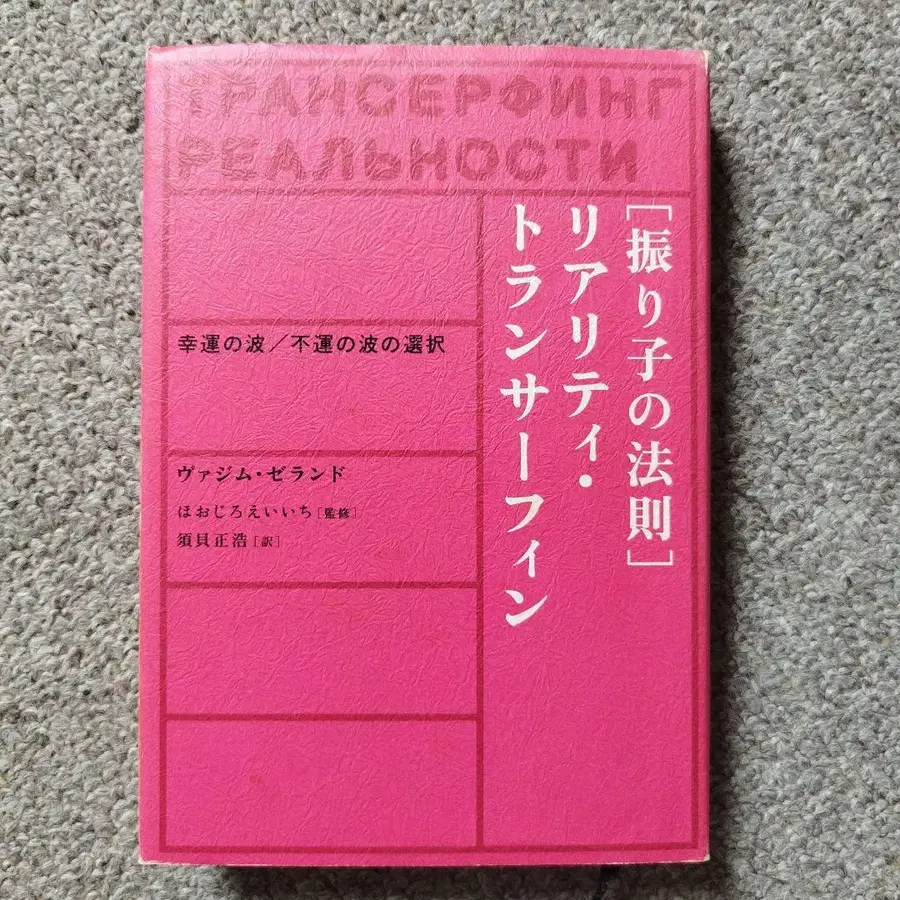 ТРАНСЕРФИНГ
РЕАЛЬНОСТИ
[振り子の法則]
リアリティ・
トランサーフィン
幸運の波／不運の波の選択
ヴァジム・ゼランド
ほおじろえいいち[監修]
須貝正浩[訳]